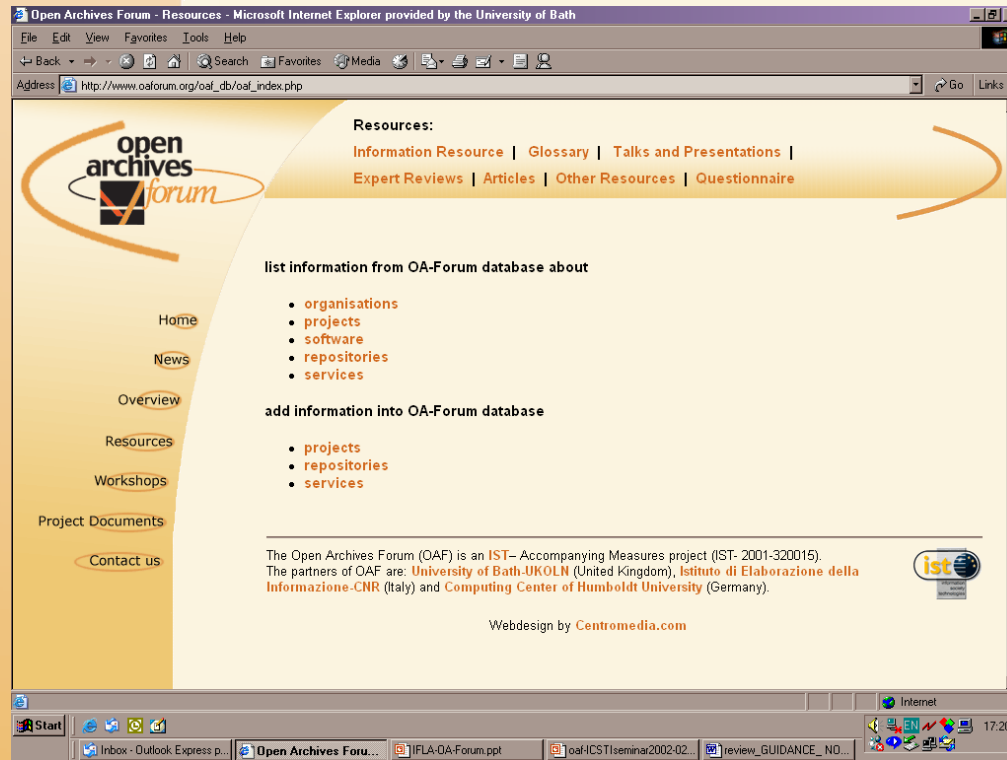 Open Archives Forum - Resources - Microsoft Internet Explorer provided by the University of Bath
File Edit View Favorites Tools Help
Back Search Favorites Media
Address http://www.oaforum.org/oaf_db/oaf_index.php Go Links
open
archives
forum
Resources:
Information Resource | Glossary | Talks and Presentations |
Expert Reviews | Articles | Other Resources | Questionnaire
list information from OA-Forum database about
organisations
projects
software
repositories
services
add information into OA-Forum database
projects
repositories
services
Home
News
Overview
Resources
Workshops
Project Documents
Contact us
The Open Archives Forum (OAF) is an IST– Accompanying Measures project (IST- 2001-320015).
The partners of OAF are: University of Bath-UKOLN (United Kingdom), Istituto di Elaborazione della
Informazione-CNR (Italy) and Computing Center of Humboldt University (Germany).
ist
information
society
technologies
Webdesign by Centromedia.com
Internet
Start EN 17:20
Inbox - Outlook Express p... Open Archives Foru... IFLA-OA-Forum.ppt oaf-ICSTIseminar2002-02... review_GUIDANCE_ NO...